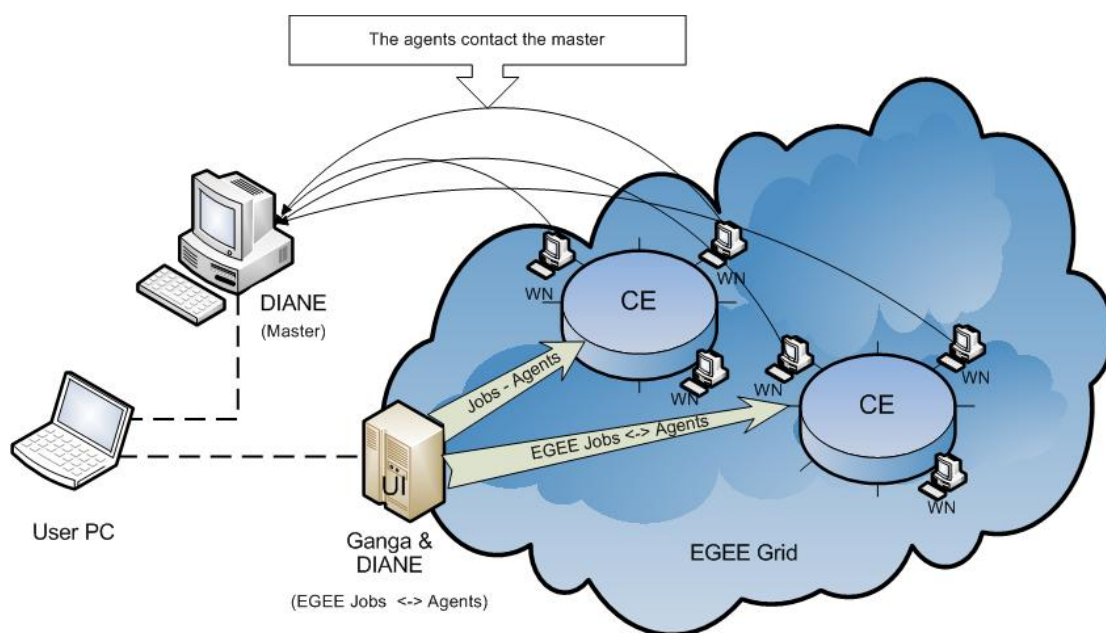 The agents contact the master
DIANE
(Master)
WN
CE
WN
WN
WN
WN
CE
WN
Jobs - Agents
EGEE Jobs <-> Agents
UI
User PC
Ganga &
DIANE
(EGEE Jobs <-> Agents)
EGEE Grid